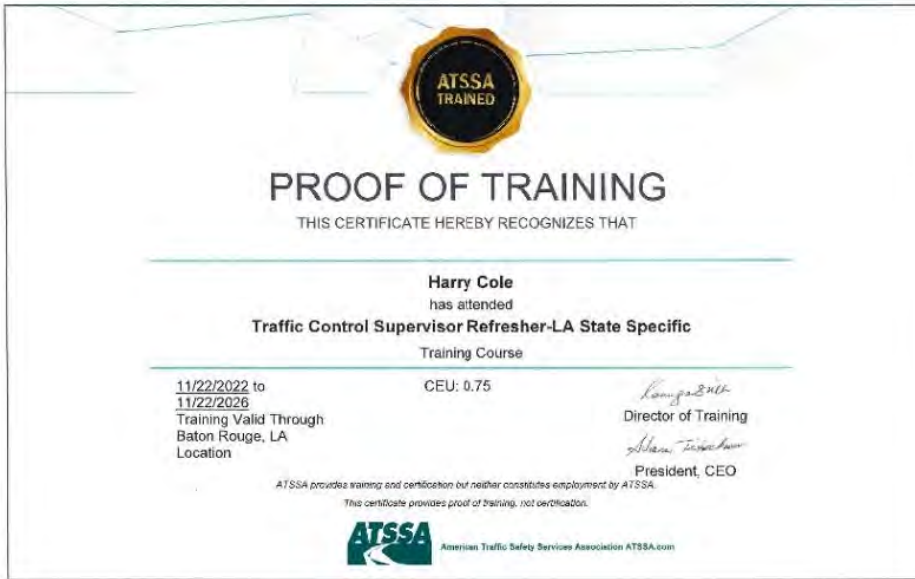 ATSSA
TRAINED
PROOF OF TRAINING
THIS CERTIFICATE HEREBY RECOGNIZES THAT
Harry Cole
has attended
Traffic Control Supervisor Refresher-LA State Specific
Training Course
11/22/2022 to
11/22/2026
Training Valid Through
Baton Rouge, LA
Location
CEU: 0.75
Director of Training
President, CEO
ATSSA provides training and certification but neither constitutes employment by ATSSA.
This certificate provides proof of training, not certification.
ATSSA
American Traffic Safety Services Association ATSSA.com